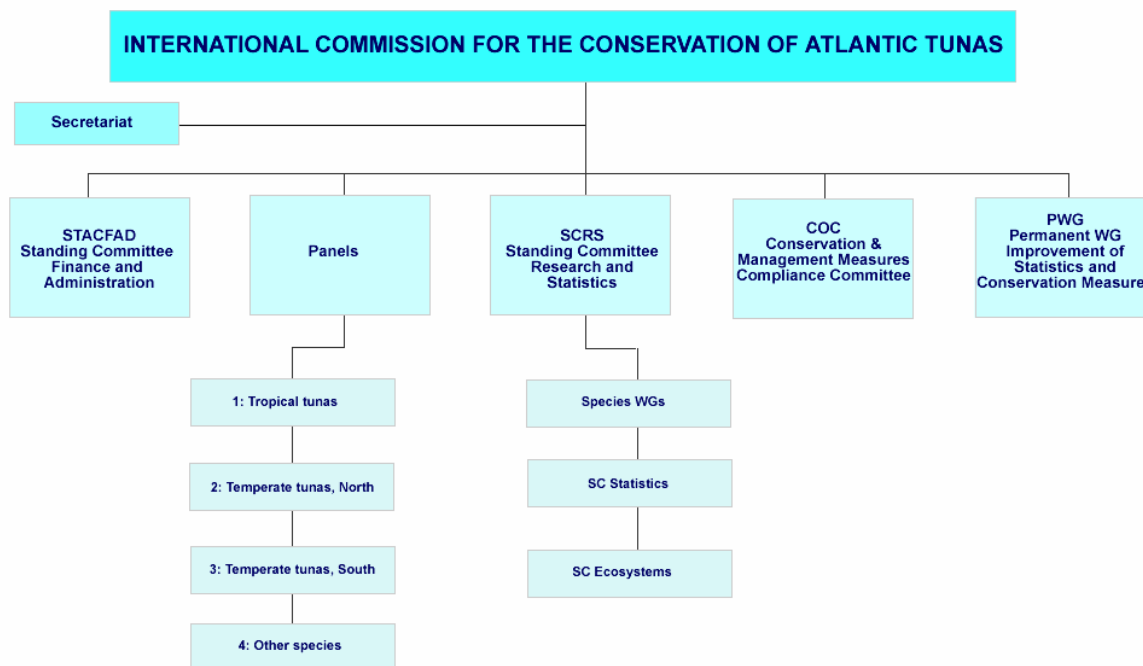 INTERNATIONAL COMMISSION FOR THE CONSERVATION OF ATLANTIC TUNAS
Secretariat
STACFAD
Standing Committee
Finance and
Administration
Panels
SCRS
Standing Committee
Research and
Statistics
COC
Conservation &
Management Measures
Compliance Committee
PWG
Permanent WG
Improvement of
Statistics and
Conservation Measure
1: Tropical tunas
2: Temperate tunas, North
3: Temperate tunas, South
4: Other species
Species WGs
SC Statistics
SC Ecosystems